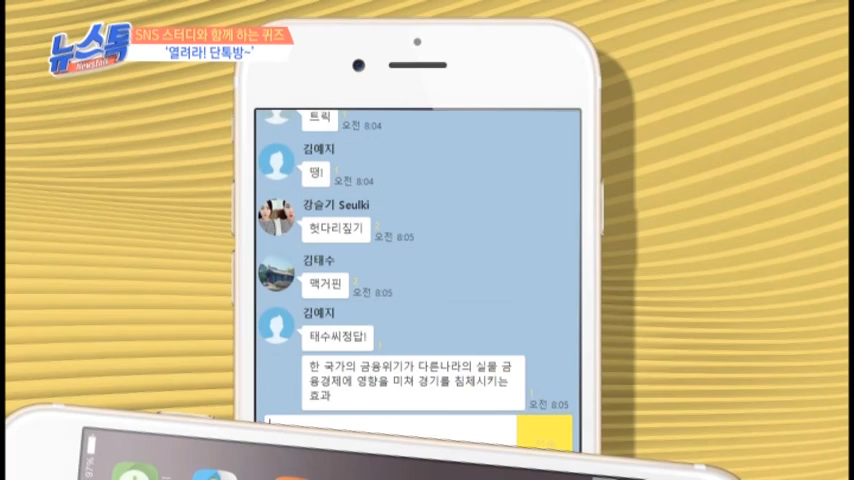 SNS 스터디와 함께 하는 퀴즈
뉴스톡
Newstalk
'열려라! 단톡방~'
트릭
오전 8:04
김예지
땡!
오전 8:04
강슬기 Seulki
헛다리짚기
오전 8:05
김태수
맥거핀
2
오전 8:05
김예지
태수씨정답!
1
한 국가의 금융위기가 다른나라의 실물 금
융경제에 영향을 미쳐 경기를 침체시키는
효과
오전 8:05
97%